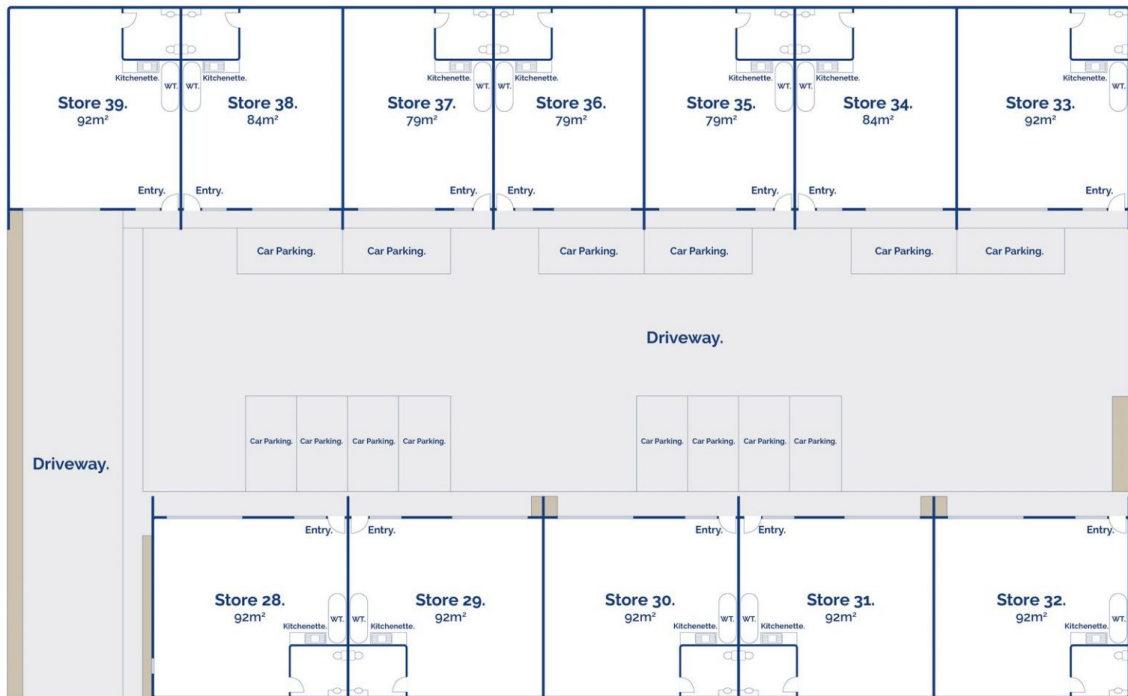 Kitchenette.
WT.
WT.
Kitchenette.
Kitchenette.
WT.
WT.
Kitchenette.
Kitchenette.
WT.
WT.
Kitchenette.
Kitchenette.
WT.
Store 39.
92m²
Store 38.
84m²
Store 37.
79m²
Store 36.
79m²
Store 35.
79m²
Store 34.
84m²
Store 33.
92m²
Entry.
Entry.
Entry.
Entry.
Entry.
Entry.
Entry.
Car Parking.
Car Parking.
Car Parking.
Car Parking.
Car Parking.
Car Parking.
Driveway.
Car Parking.
Car Parking.
Car Parking.
Car Parking.
Car Parking.
Car Parking.
Car Parking.
Car Parking.
Driveway.
Entry.
Entry.
Entry.
Entry.
Entry.
Store 28.
92m²
Store 29.
92m²
Store 30.
92m²
Store 31.
92m²
Store 32.
92m²
Kitchenette.
WT.
WT.
Kitchenette.
Kitchenette.
WT.
WT.
Kitchenette.
Kitchenette.
WT.